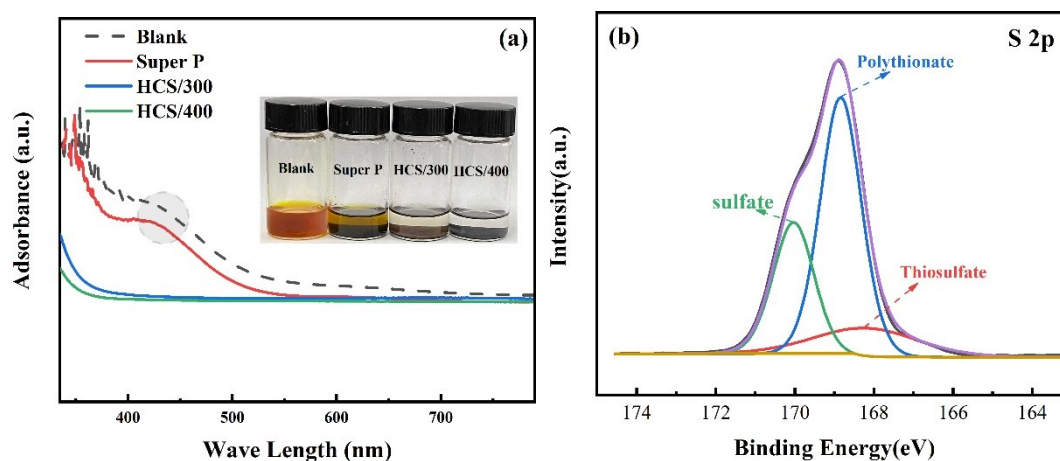 Blank
Super P
HCS/300
HCS/400
(a)
Blank
Super P
HCS/300
HCS/400
Absorbance (a.u.)
400
500
600
700
Wave Length (nm)
(b)
S 2p
Polythionate
sulfate
Thiosulfate
Intensity(a.u.)
174
172
170
168
166
164
Binding Energy(eV)